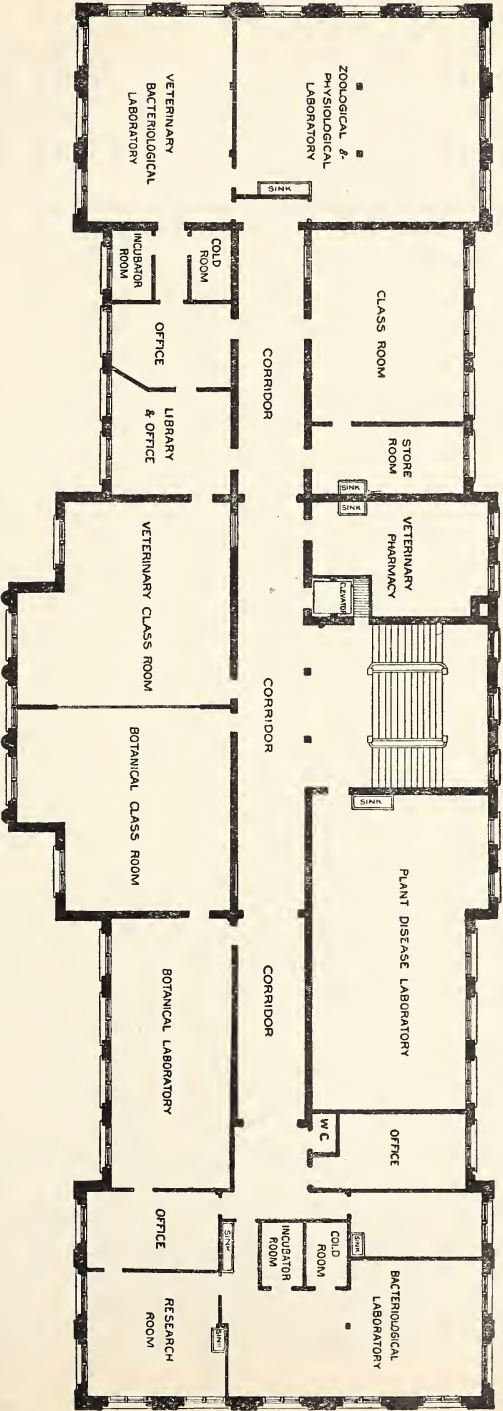 VETERINARY
BACTERIOLOGICAL
LABORATORY
ZOOLOGICAL &
PHYSIOLOGICAL
LABORATORY
SINK
INCUBATOR
ROOM
COLD
ROOM
CLASS ROOM
OFFICE
CORRIDOR
LIBRARY
& OFFICE
STORE
ROOM
SINK
SINK
VETERINARY
PHARMACY
ELEVATOR
VETERINARY CLASS ROOM
CORRIDOR
BOTANICAL CLASS ROOM
SINK
PLANT DISEASE LABORATORY
BOTANICAL LABORATORY
CORRIDOR
W C
OFFICE
OFFICE
SINK
INCUBATOR
ROOM
COLD
ROOM
SINK
BACTERIOLOGICAL
LABORATORY
RESEARCH
ROOM
SINK